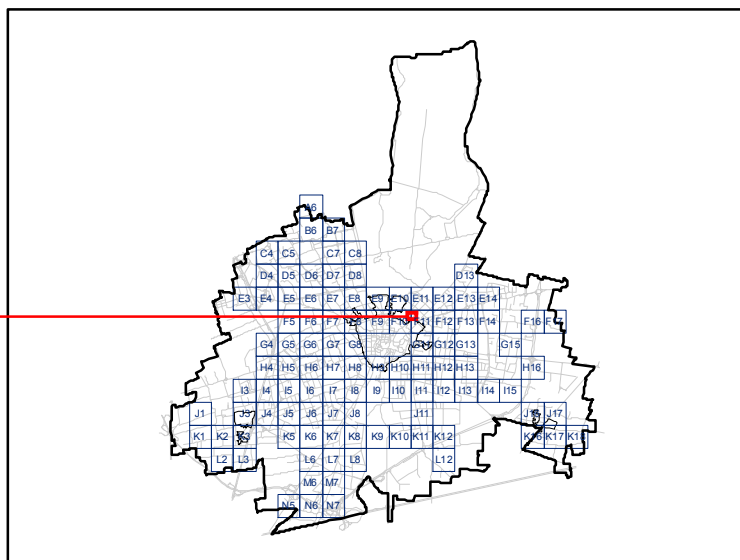 A6
B6 B7
C4 C5 C7 C8
D4 D5 D6 D7 D8 D13
E3 E4 E5 E6 E7 E8 E9 E10 E11 E12 E13 E14
F5 F6 F7 F9 F10 F12 F13 F14 F16
G4 G5 G6 G7 G8 G12 G13 G15
H4 H5 H6 H7 H8 H10 H11 H12 H13 H16
I3 I4 I5 I6 I7 I8 I9 I10 I11 I12 I13 I14 I15
J1 J3 J4 J5 J6 J7 J8 J11 J17
K1 K2 K5 K6 K7 K8 K9 K10 K11 K12 K16 K17 K18
L2 L3 L6 L7 L8 L12
M6 M7
N5 N6 N7